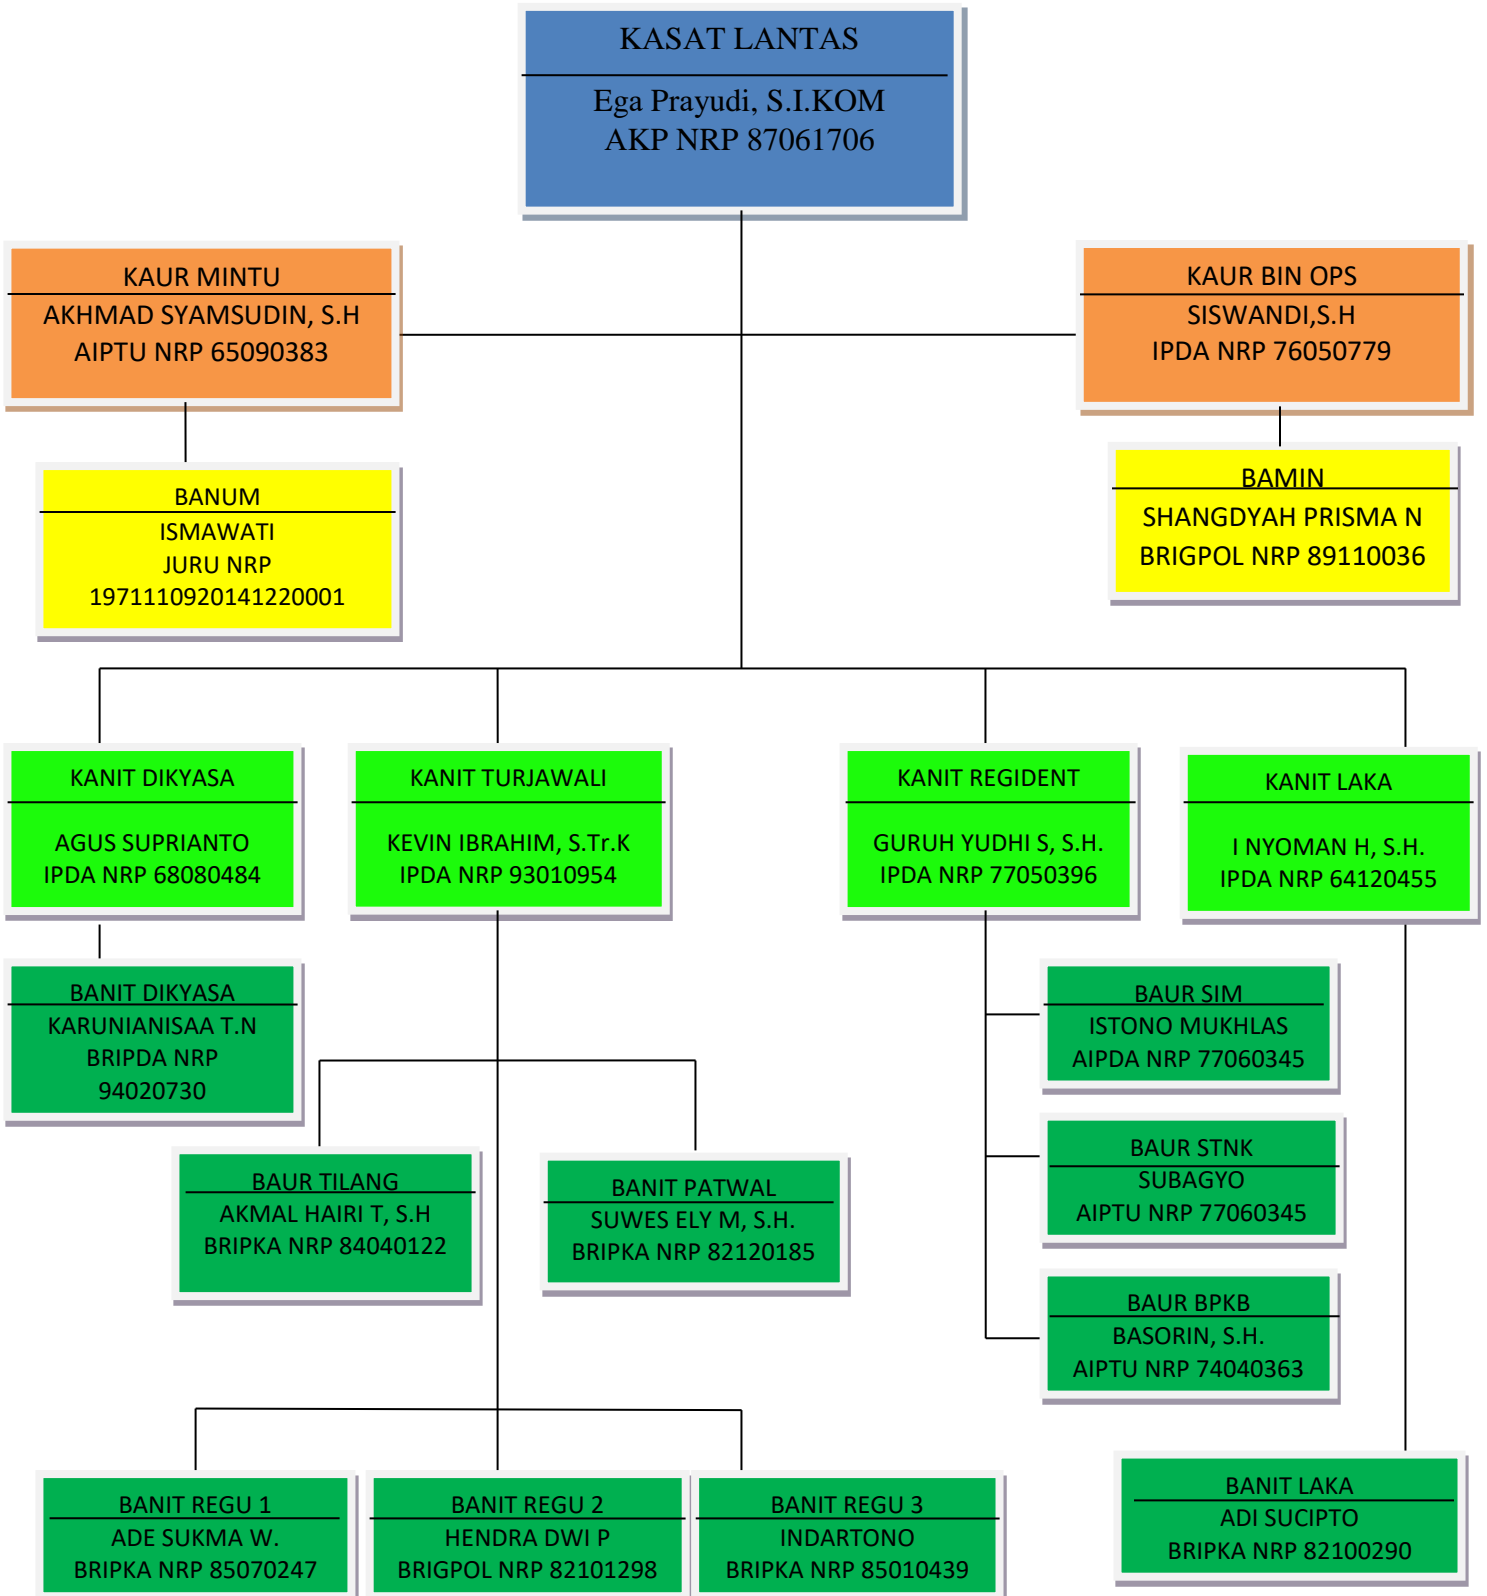 KASAT LANTAS
Ega Prayudi, S.I.KOM
AKP NRP 87061706
KAUR MINTU
AKHMAD SYAMSUDIN, S.H
AIPTU NRP 65090383
KAUR BIN OPS
SISWANDI,S.H
IPDA NRP 76050779
BANUM
ISMAWATI
JURU NRP
1971110920141220001
BAMIN
SHANGDYAH PRISMA N
BRIGPOL NRP 89110036
KANIT DIKYASA
AGUS SUPRIANTO
IPDA NRP 68080484
KANIT TURJAWALI
KEVIN IBRAHIM, S.Tr.K
IPDA NRP 93010954
KANIT REGIDENT
GURUH YUDHI S, S.H.
IPDA NRP 77050396
KANIT LAKA
I NYOMAN H, S.H.
IPDA NRP 64120455
BANIT DIKYASA
KARUNIANISAA T.N
BRIPDA NRP
94020730
BAUR SIM
ISTONO MUKHLAS
AIPDA NRP 77060345
BAUR STNK
SUBAGYO
AIPTU NRP 77060345
BAUR TILANG
AKMAL HAIRI T, S.H
BRIPKA NRP 84040122
BANIT PATWAL
SUWES ELY M, S.H.
BRIPKA NRP 82120185
BAUR BPKB
BASORIN, S.H.
AIPTU NRP 74040363
BANIT REGU 1
ADE SUKMA W.
BRIPKA NRP 85070247
BANIT REGU 2
HENDRA DWI P
BRIGPOL NRP 82101298
BANIT REGU 3
INDARTONO
BRIPKA NRP 85010439
BANIT LAKA
ADI SUCIPTO
BRIPKA NRP 82100290